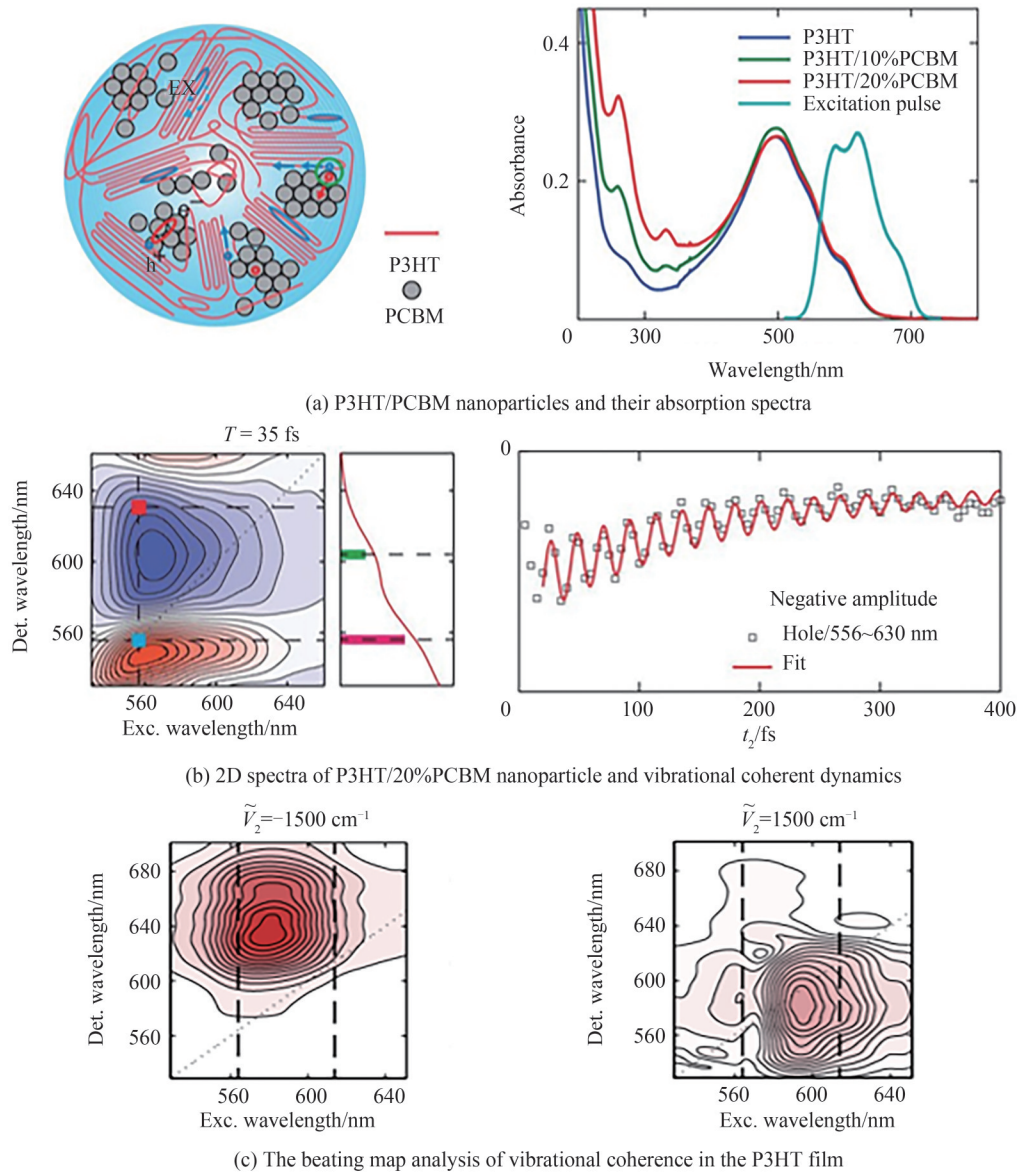 EX
e⁻
h⁺
P3HT
PCBM
0.4
0.2
0
300
500
700
Absorbance
Wavelength/nm
P3HT
P3HT/10%PCBM
P3HT/20%PCBM
Excitation pulse
(a) P3HT/PCBM nanoparticles and their absorption spectra
T = 35 fs
640
600
560
Det. wavelength/nm
560
600
640
Exc. wavelength/nm
0
Negative amplitude
Hole/556~630 nm
Fit
0
100
200
300
400
t₂/fs
(b) 2D spectra of P3HT/20%PCBM nanoparticle and vibrational coherent dynamics
Ṽ₂=−1500 cm⁻¹
680
640
600
560
Det. wavelength/nm
560
600
640
Exc. wavelength/nm
Ṽ₂=1500 cm⁻¹
680
640
600
560
Det. wavelength/nm
560
600
640
Exc. wavelength/nm
(c) The beating map analysis of vibrational coherence in the P3HT film